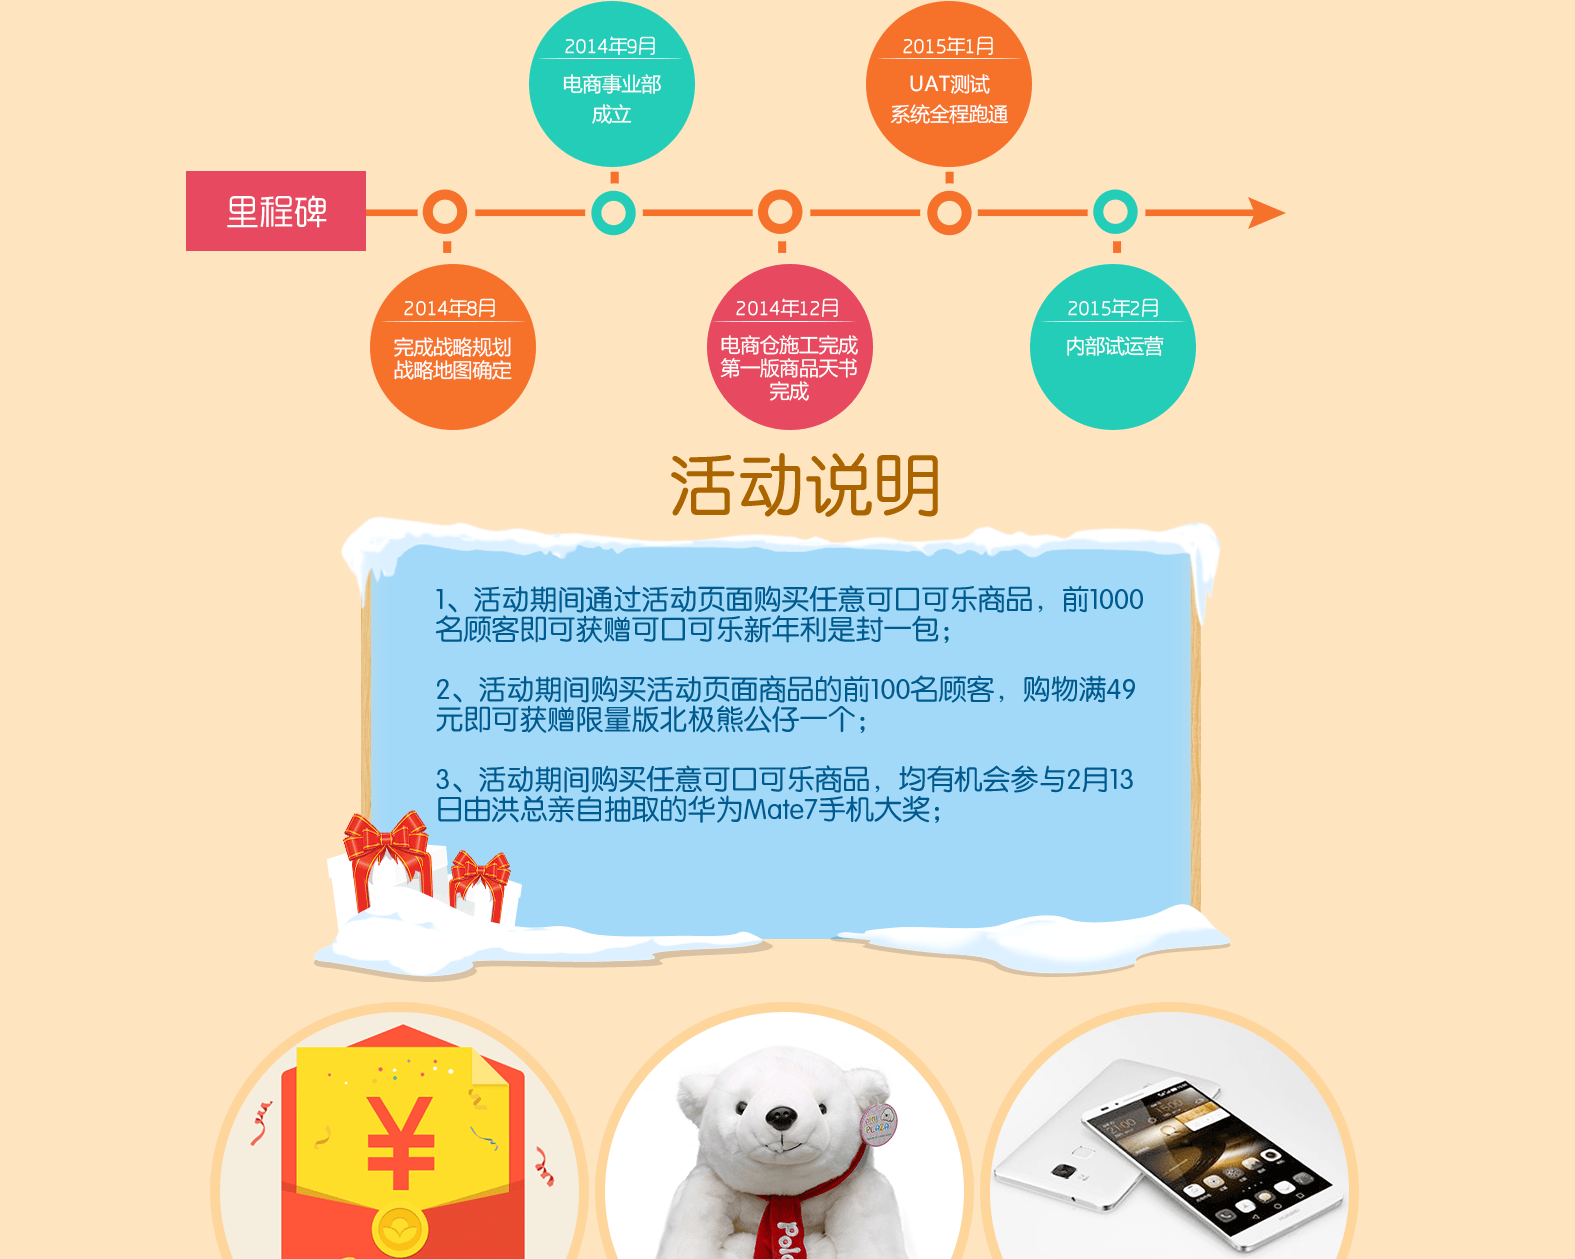 2014年9月
电商事业部
成立
2015年1月
UAT测试
系统全程跑通
里程碑
2014年8月
完成战略规划
战略地图确定
2014年12月
电商仓施工完成
第一版商品天书
完成
2015年2月
内部试运营
活动说明
1、活动期间通过活动页面购买任意可口可乐商品，前1000
名顾客即可获赠可口可乐新年利是封一包；
2、活动期间购买活动页面商品的前100名顾客，购物满49
元即可获赠限量版北极熊公仔一个；
3、活动期间购买任意可口可乐商品，均有机会参与2月13
日由洪总亲自抽取的华为Mate7手机大奖；
¥
PLAZA
Pola
21:00